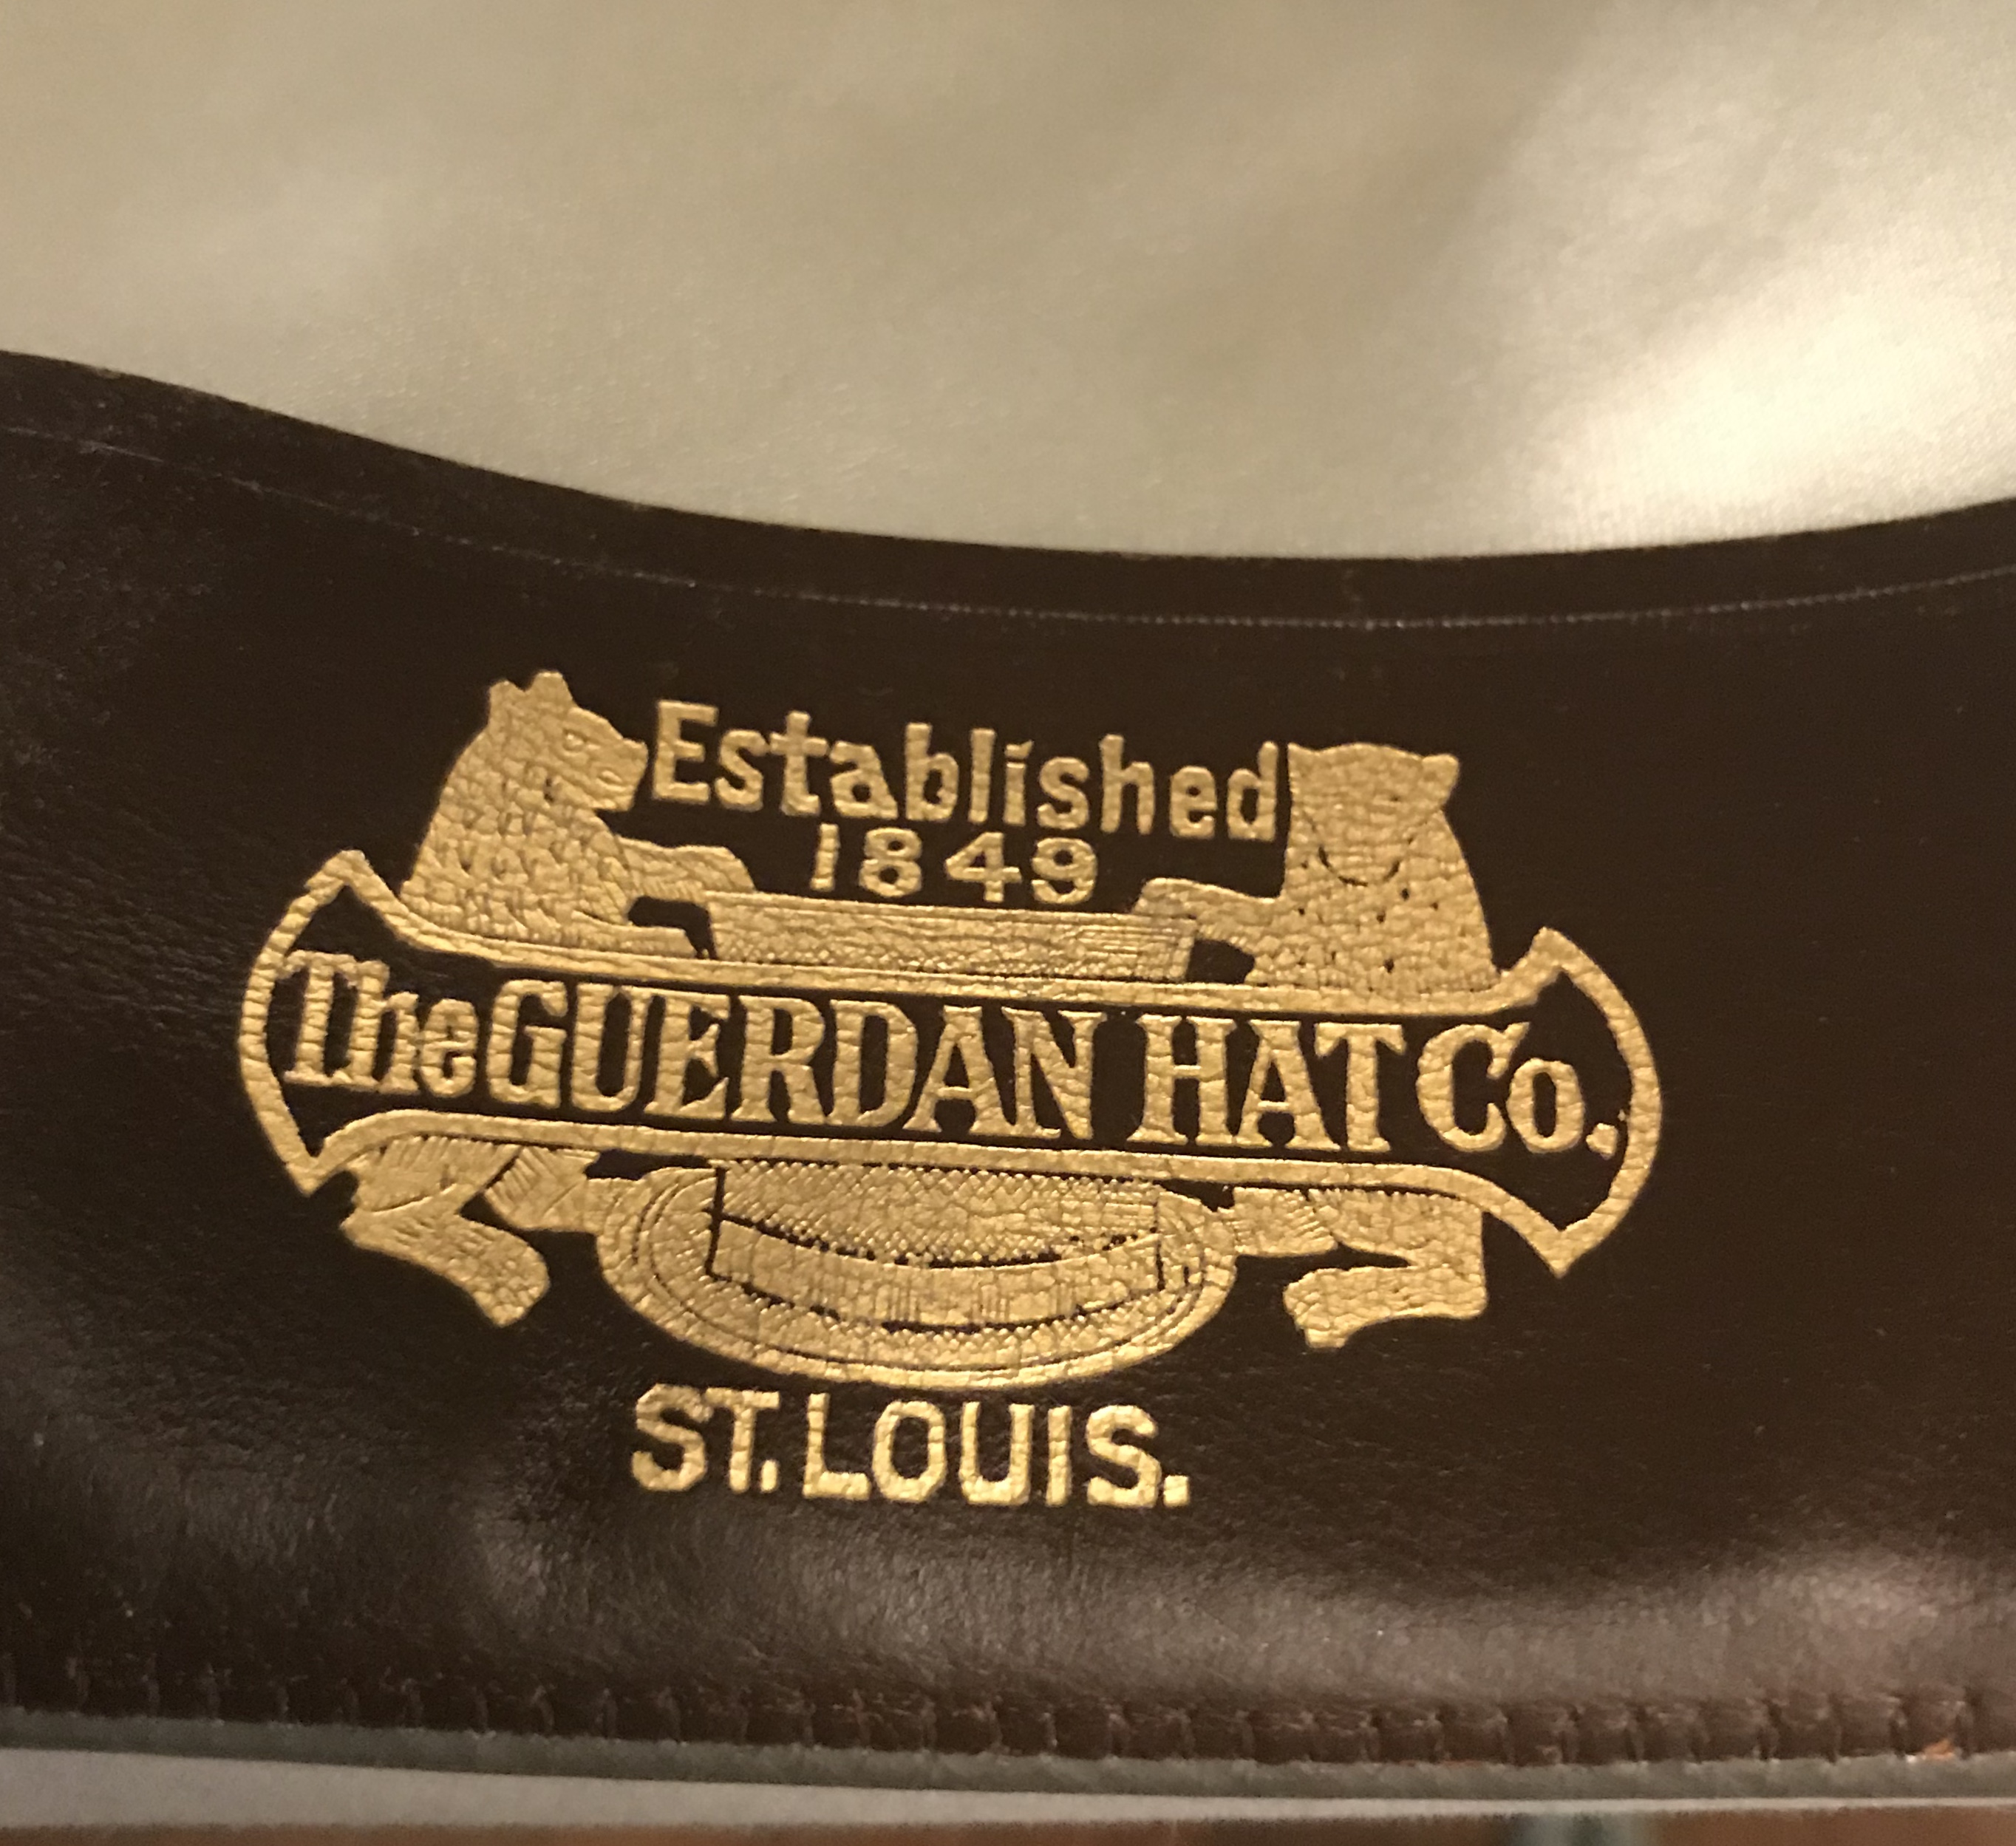 Established
1849
The GUERDAN HAT Co.
ST. LOUIS.